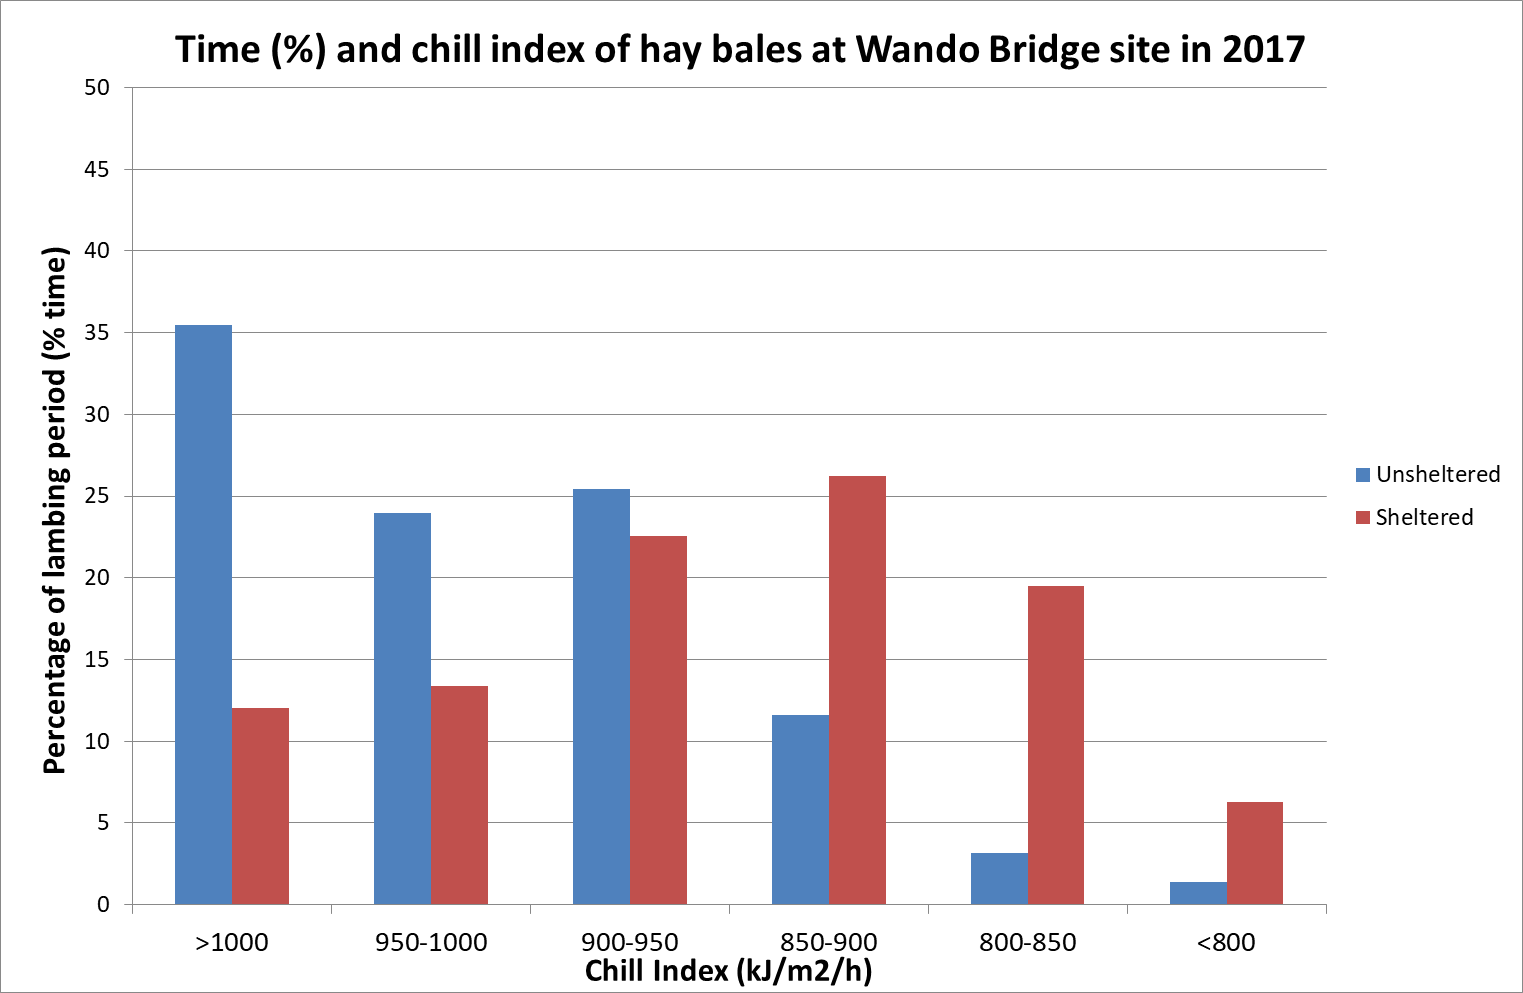 Time (%) and chill index of hay bales at Wando Bridge site in 2017
50
45
40
35
30
25
20
15
10
5
0
Percentage of lambing period (% time)
>1000 950-1000 900-950 850-900 800-850 <800
Chill Index (kJ/m2/h)
Unsheltered
Sheltered